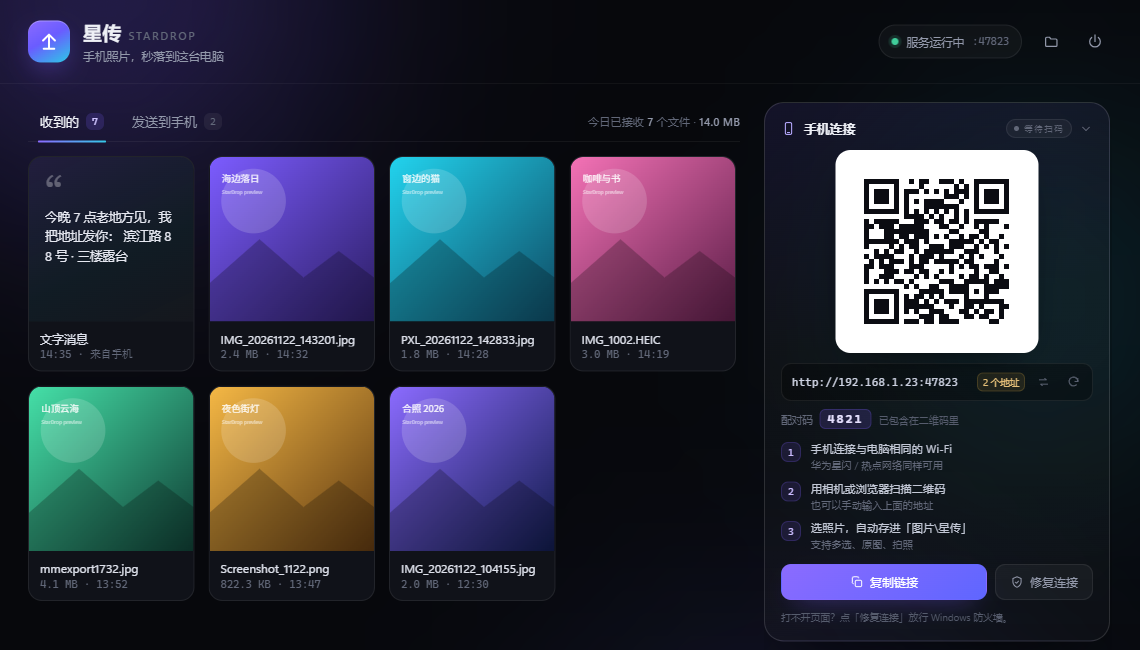 星传 STARDROP
手机照片，秒落到这台电脑
服务运行中 :47823
收到的 7
发送到手机 2
今日已接收 7 个文件 · 14.0 MB
“
今晚 7 点老地方见，我
把地址发你： 滨江路 8
8 号 · 三楼露台
文字消息
14:35 · 来自手机
海边落日
StarDrop preview
IMG_20261122_143201.jpg
2.4 MB · 14:32
窗边的猫
StarDrop preview
PXL_20261122_142833.jpg
1.8 MB · 14:28
咖啡与书
StarDrop preview
IMG_1002.HEIC
3.0 MB · 14:19
山顶云海
StarDrop preview
mmexport1732.jpg
4.1 MB · 13:52
夜色街灯
StarDrop preview
Screenshot_1122.png
822.3 KB · 13:47
合照 2026
StarDrop preview
IMG_20261122_104155.jpg
2.0 MB · 12:30
手机连接
等待扫码
http://192.168.1.23:47823
2 个地址
配对码 4821 已包含在二维码里
1 手机连接与电脑相同的 Wi-Fi
华为星闪 / 热点网络同样可用
2 用相机或浏览器扫描二维码
也可以手动输入上面的地址
3 选照片，自动存进「图片\星传」
支持多选、原图、拍照
复制链接
修复连接
打不开页面？点「修复连接」放行 Windows 防火墙。